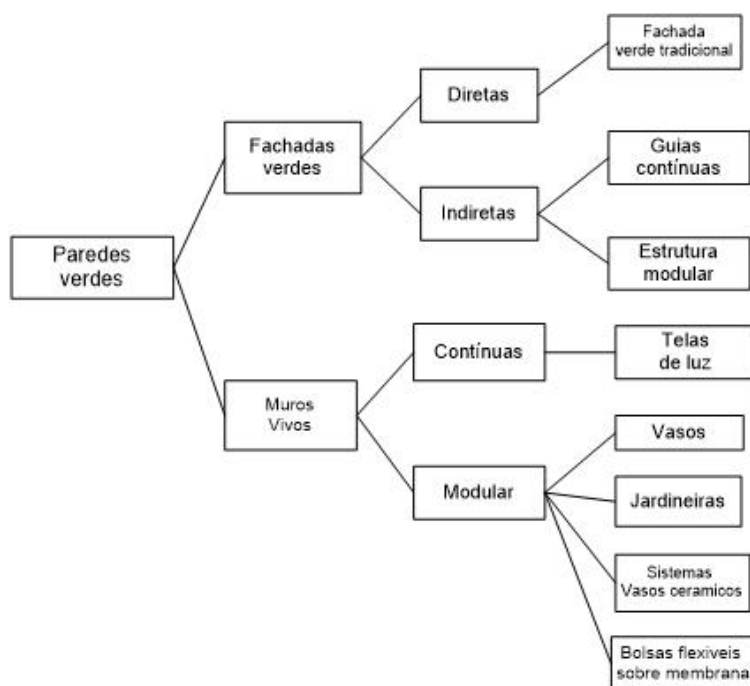 Paredes
verdes
Fachadas
verdes
Muros
Vivos
Diretas
Indiretas
Contínuas
Modular
Fachada
verde tradicional
Guias
contínuas
Estrutura
modular
Telas
de luz
Vasos
Jardineiras
Sistemas
Vasos ceramicos
Bolsas flexiveis
sobre membrana